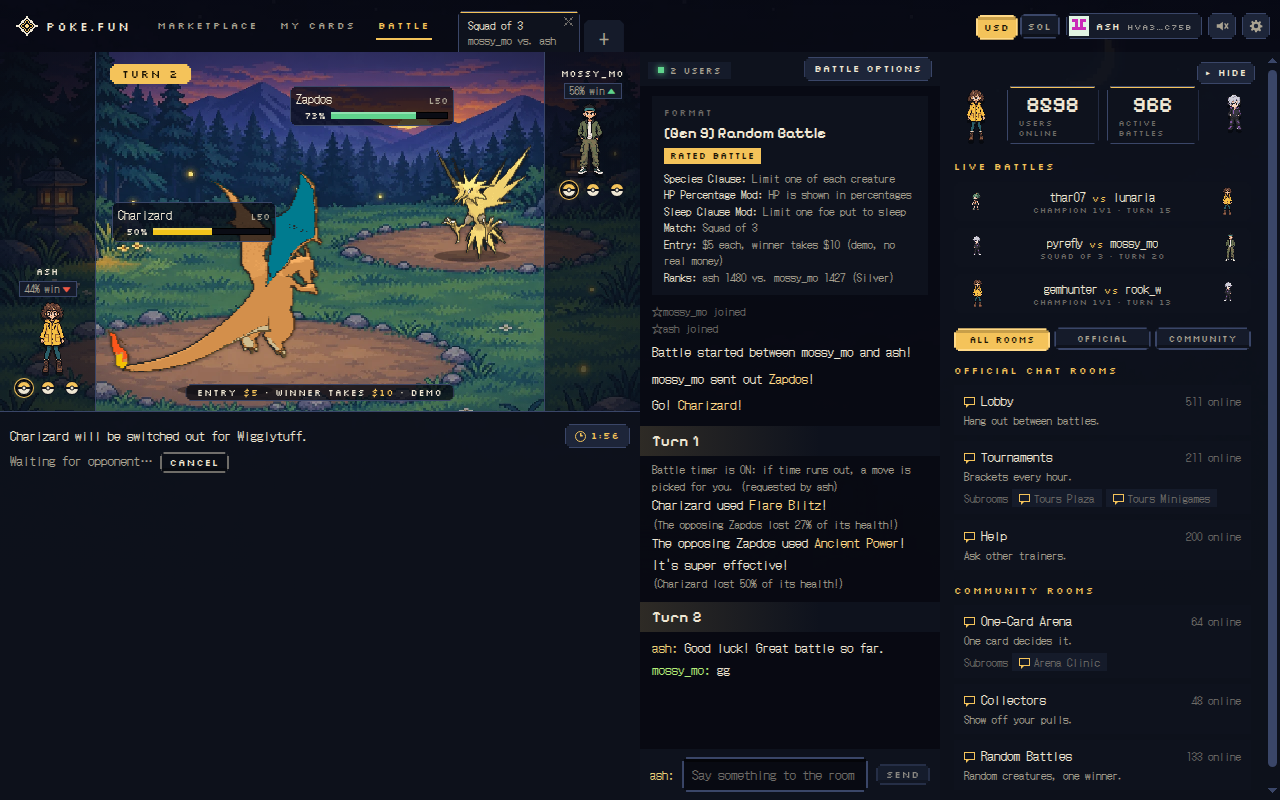 POKE.FUN
MARKETPLACE
MY CARDS
BATTLE
Squad of 3
mossy_mo vs. ash
+
USD
SOL
ASH HVA3…C75B
TURN 2
Zapdos L50
73%
MOSSY_MO
56% win
Charizard L50
50%
ASH
44% win
ENTRY $5 · WINNER TAKES $10 · DEMO
Charizard will be switched out for Wigglytuff.
1:56
Waiting for opponent··· CANCEL
2 USERS
BATTLE OPTIONS
FORMAT
[Gen 9] Random Battle
RATED BATTLE
Species Clause: Limit one of each creature
HP Percentage Mod: HP is shown in percentages
Sleep Clause Mod: Limit one foe put to sleep
Match: Squad of 3
Entry: $5 each, winner takes $10 (demo, no
real money)
Ranks: ash 1480 vs. mossy_mo 1427 (Silver)
☆mossy_mo joined
☆ash joined
Battle started between mossy_mo and ash!
mossy_mo sent out Zapdos!
Go! Charizard!
Turn 1
Battle timer is ON: if time runs out, a move is
picked for you. (requested by ash)
Charizard used Flare Blitz!
(The opposing Zapdos lost 27% of its health!)
The opposing Zapdos used Ancient Power!
It's super effective!
(Charizard lost 50% of its health!)
Turn 2
ash: Good luck! Great battle so far.
mossy_mo: gg
ash: Say something to the room
SEND
▸ HIDE
8898
USERS
ONLINE
966
ACTIVE
BATTLES
LIVE BATTLES
thar07 vs lunaria
CHAMPION 1V1 · TURN 15
pyrefly vs mossy_mo
SQUAD OF 3 · TURN 20
gemhunter vs rook_w
CHAMPION 1V1 · TURN 13
ALL ROOMS
OFFICIAL
COMMUNITY
OFFICIAL CHAT ROOMS
Lobby 511 online
Hang out between battles.
Tournaments 211 online
Brackets every hour.
Subrooms Tours Plaza Tours Minigames
Help 200 online
Ask other trainers.
COMMUNITY ROOMS
One-Card Arena 64 online
One card decides it.
Subrooms Arena Clinic
Collectors 48 online
Show off your pulls.
Random Battles 133 online
Random creatures, one winner.